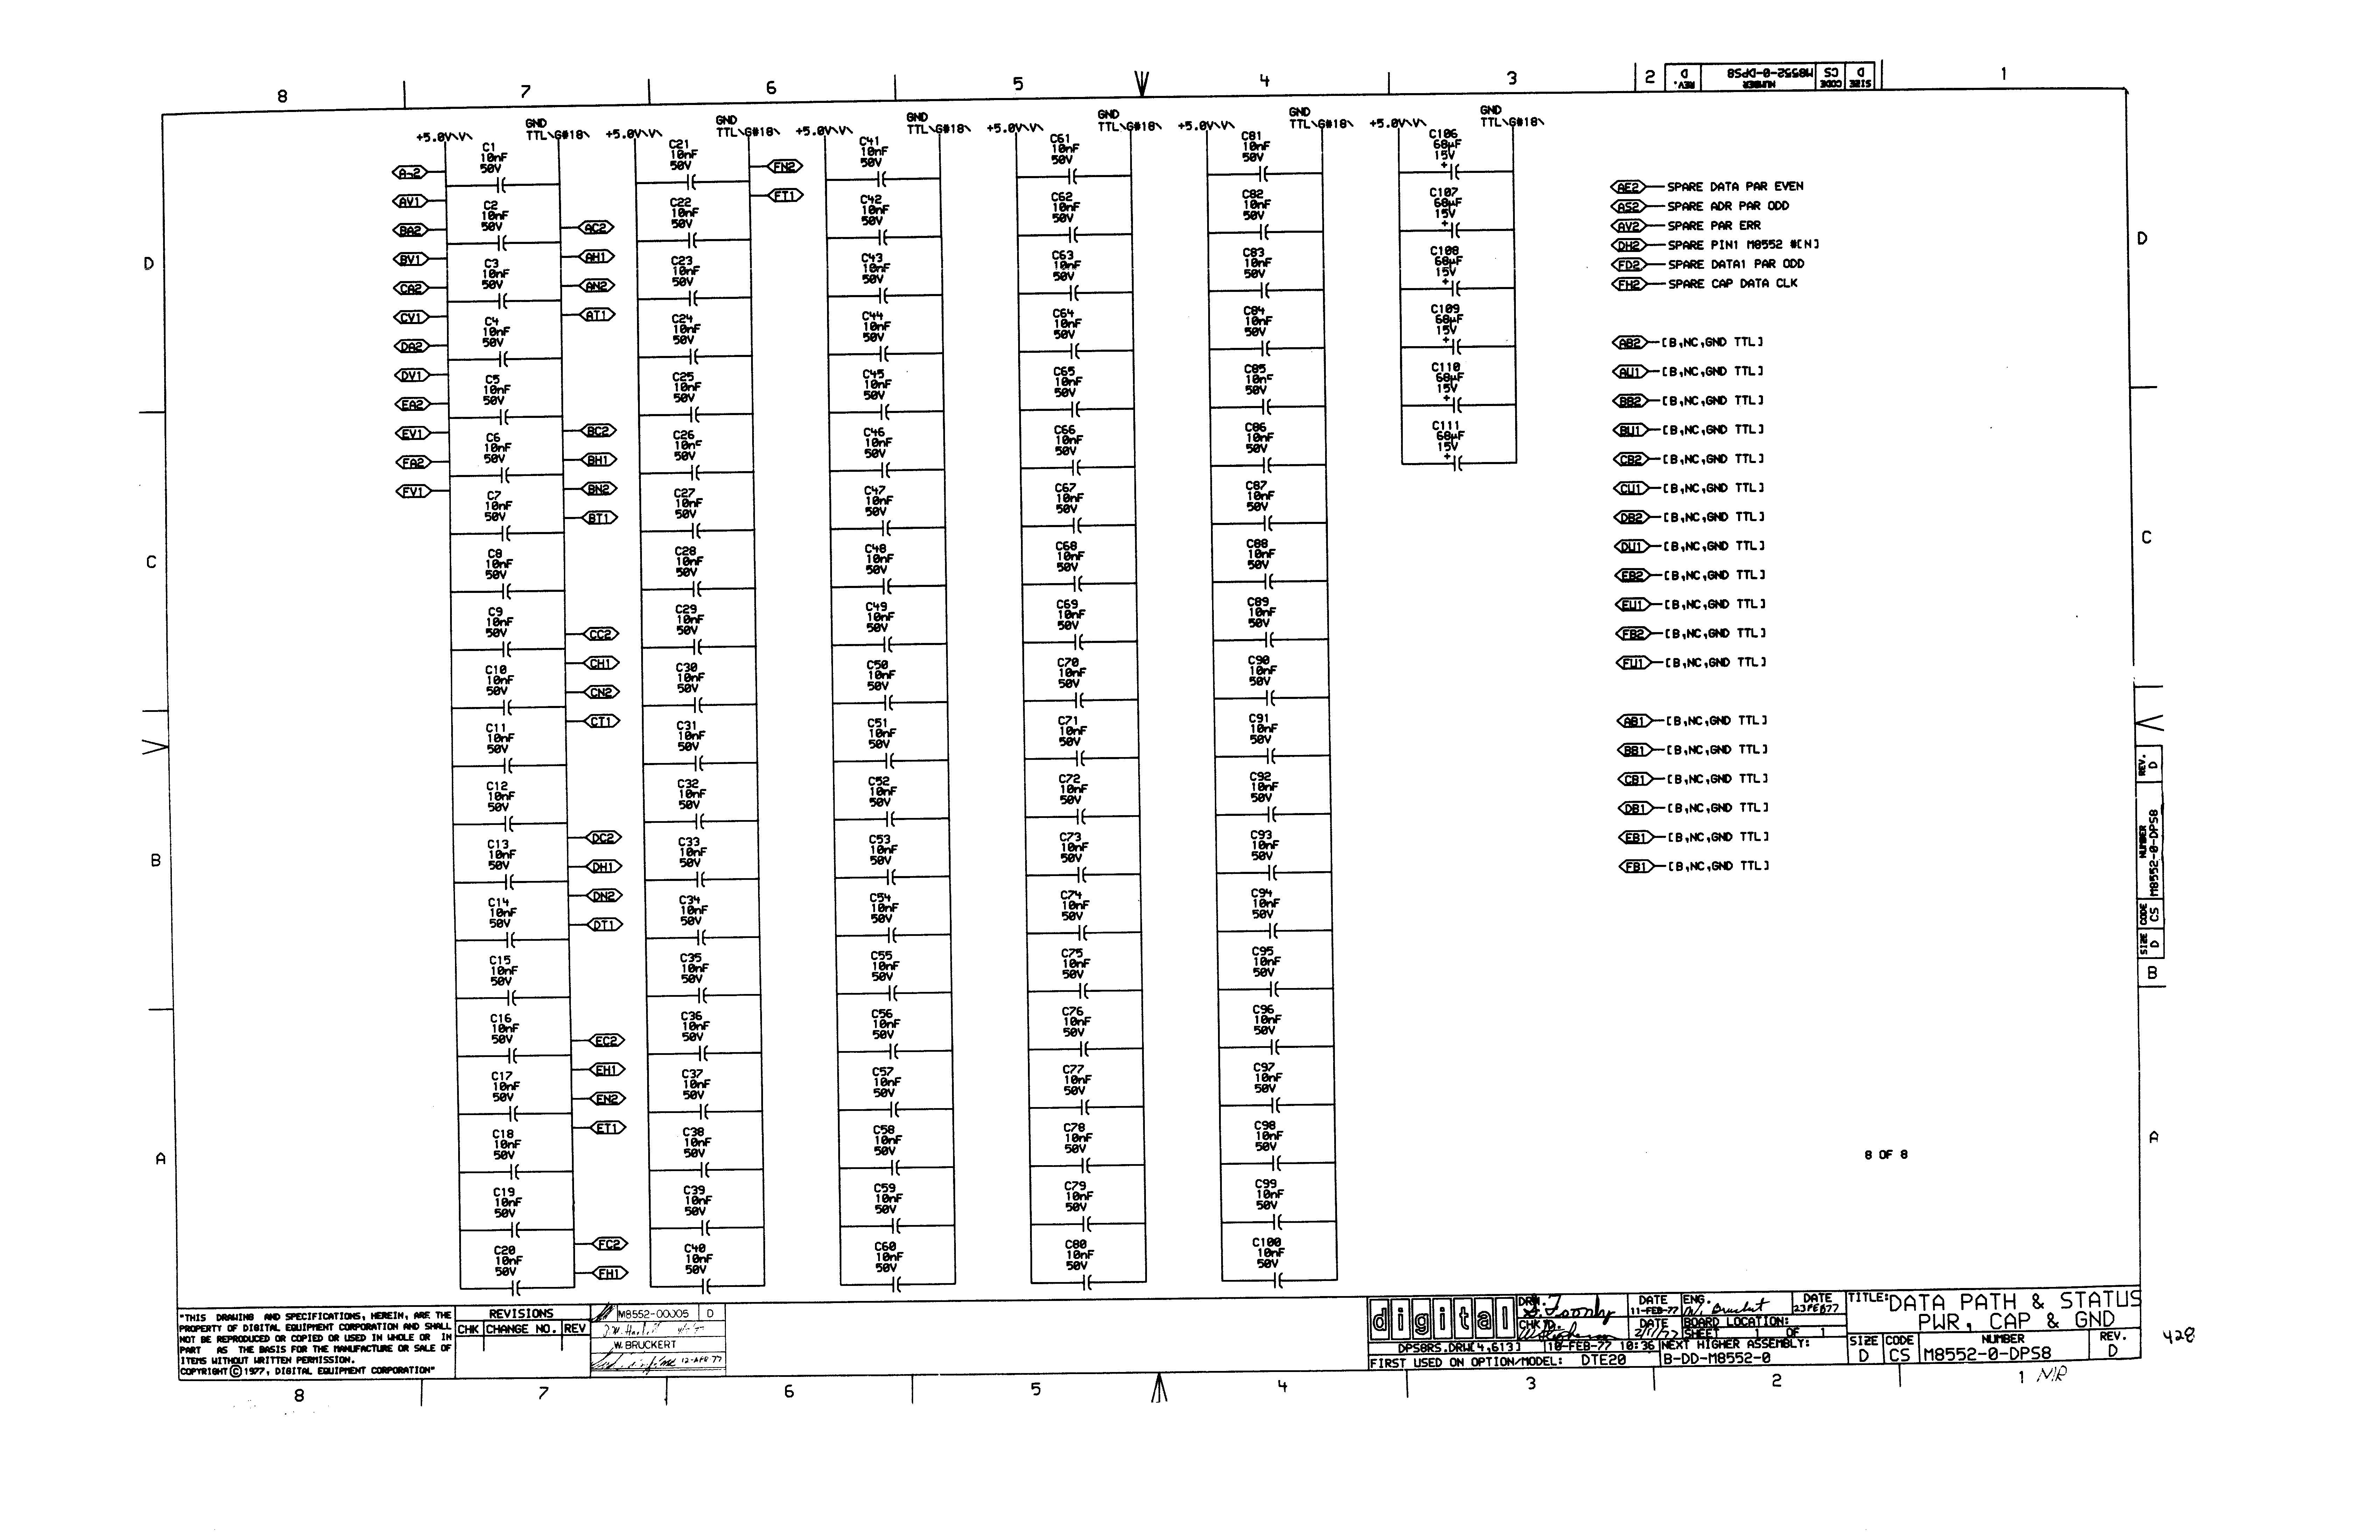 8 7 6 5 4 3 2 1
SIZE D CODE CS NUMBER M8552-0-DPS8 REV. D
+5.0V\V\ GND TTL\G#18\
+5.0V\V\ GND TTL\G#18\
+5.0V\V\ GND TTL\G#18\
+5.0V\V\ GND TTL\G#18\
+5.0V\V\ GND TTL\G#18\
+5.0V\V\ GND TTL\G#18\
AV1
BA2
BV1
CA2
CV1
DA2
DV1
EA2
EV1
FA2
FV1
C1 10nF 50V
C2 10nF 50V
C3 10nF 50V
C4 10nF 50V
C5 10nF 50V
C6 10nF 50V
C7 10nF 50V
C8 10nF 50V
C9 10nF 50V
C10 10nF 50V
C11 10nF 50V
C12 10nF 50V
C13 10nF 50V
C14 10nF 50V
C15 10nF 50V
C16 10nF 50V
C17 10nF 50V
C18 10nF 50V
C19 10nF 50V
C20 10nF 50V
AC2
AH1
AN2
AT1
BC2
BH1
BN2
BT1
CC2
CH1
CN2
CT1
DC2
DH1
DN2
DT1
EC2
EH1
EN2
ET1
FC2
FH1
C21 10nF 50V
C22 10nF 50V
C23 10nF 50V
C24 10nF 50V
C25 10nF 50V
C26 10nF 50V
C27 10nF 50V
C28 10nF 50V
C29 10nF 50V
C30 10nF 50V
C31 10nF 50V
C32 10nF 50V
C33 10nF 50V
C34 10nF 50V
C35 10nF 50V
C36 10nF 50V
C37 10nF 50V
C38 10nF 50V
C39 10nF 50V
C40 10nF 50V
FN2
FT1
C41 10nF 50V
C42 10nF 50V
C43 10nF 50V
C44 10nF 50V
C45 10nF 50V
C46 10nF 50V
C47 10nF 50V
C48 10nF 50V
C49 10nF 50V
C50 10nF 50V
C51 10nF 50V
C52 10nF 50V
C53 10nF 50V
C54 10nF 50V
C55 10nF 50V
C56 10nF 50V
C57 10nF 50V
C58 10nF 50V
C59 10nF 50V
C60 10nF 50V
C61 10nF 50V
C62 10nF 50V
C63 10nF 50V
C64 10nF 50V
C65 10nF 50V
C66 10nF 50V
C67 10nF 50V
C68 10nF 50V
C69 10nF 50V
C70 10nF 50V
C71 10nF 50V
C72 10nF 50V
C73 10nF 50V
C74 10nF 50V
C75 10nF 50V
C76 10nF 50V
C77 10nF 50V
C78 10nF 50V
C79 10nF 50V
C80 10nF 50V
C81 10nF 50V
C82 10nF 50V
C83 10nF 50V
C84 10nF 50V
C85 10nF 50V
C86 10nF 50V
C87 10nF 50V
C88 10nF 50V
C89 10nF 50V
C90 10nF 50V
C91 10nF 50V
C92 10nF 50V
C93 10nF 50V
C94 10nF 50V
C95 10nF 50V
C96 10nF 50V
C97 10nF 50V
C98 10nF 50V
C99 10nF 50V
C100 10nF 50V
C106 68µF 15V +
C107 68µF 15V +
C108 68µF 15V +
C109 68µF 15V +
C110 68µF 15V +
C111 68µF 15V +
AE2 SPARE DATA PAR EVEN
AS2 SPARE ADR PAR ODD
AV2 SPARE PAR ERR
DH2 SPARE PIN1 M8552 #[N]
FD2 SPARE DATA1 PAR ODD
FH2 SPARE CAP DATA CLK
AB2 [B,NC,GND TTL]
AU1 [B,NC,GND TTL]
BB2 [B,NC,GND TTL]
BU1 [B,NC,GND TTL]
CB2 [B,NC,GND TTL]
CU1 [B,NC,GND TTL]
DB2 [B,NC,GND TTL]
DU1 [B,NC,GND TTL]
EB2 [B,NC,GND TTL]
EU1 [B,NC,GND TTL]
FB2 [B,NC,GND TTL]
FU1 [B,NC,GND TTL]
AB1 [B,NC,GND TTL]
BB1 [B,NC,GND TTL]
CB1 [B,NC,GND TTL]
DB1 [B,NC,GND TTL]
EB1 [B,NC,GND TTL]
FB1 [B,NC,GND TTL]
8 OF 8
D C B A
D C B A
SIZE D CODE CS NUMBER M8552-0-DPS8 REV. D
"THIS DRAWING AND SPECIFICATIONS, HEREIN, ARE THE
PROPERTY OF DIGITAL EQUIPMENT CORPORATION AND SHALL
NOT BE REPRODUCED OR COPIED OR USED IN WHOLE OR IN
PART AS THE BASIS FOR THE MANUFACTURE OR SALE OF
ITEMS WITHOUT WRITTEN PERMISSION.
COPYRIGHT © 1977, DIGITAL EQUIPMENT CORPORATION"
REVISIONS
CHK CHANGE NO. REV
M8552-00005 D
W. BRUCKERT
12-APR 77
digital
DRN.
DATE 11-FEB-77
ENG. W. Bruckert
DATE 23FEB77
CHK'D.
DATE 2/11/77
BOARD LOCATION:
SHEET 1 OF 1
DPS8RS.DRW[4,613] 10-FEB-77 10:36
NEXT HIGHER ASSEMBLY:
FIRST USED ON OPTION/MODEL: DTE20
B-DD-M8552-0
TITLE: DATA PATH & STATUS
PWR, CAP & GND
SIZE D CODE CS NUMBER M8552-0-DPS8 REV. D
428
8 7 6 5 4 3 2 1 MR